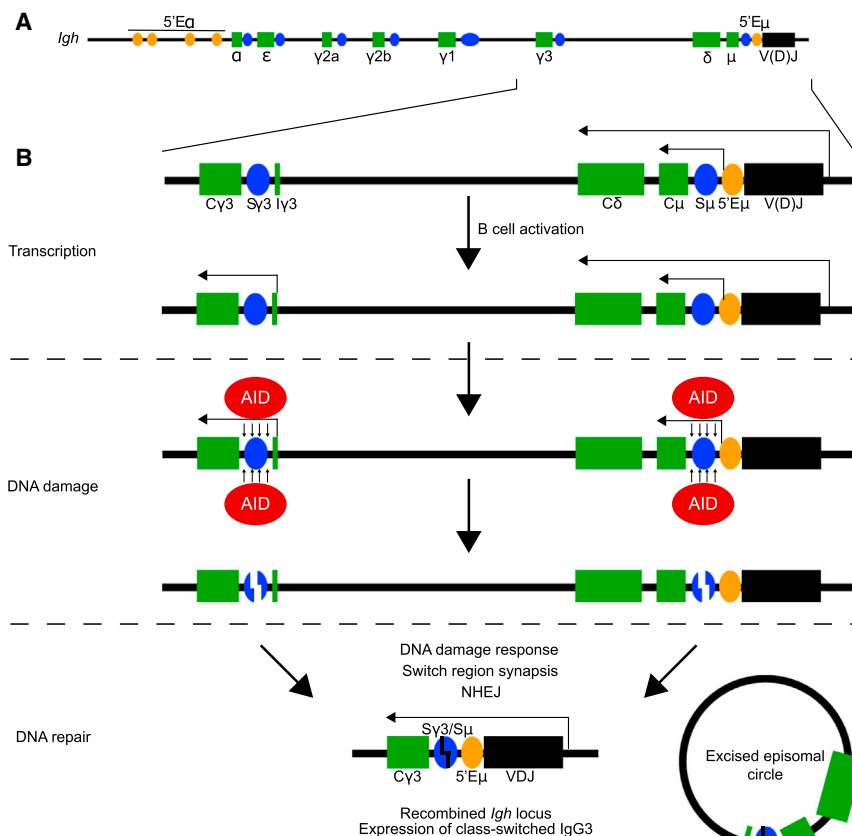 A
5'Eα
5'Eµ
Igh
α
ε
γ2a
γ2b
γ1
γ3
δ
µ
V(D)J
B
Cγ3
Sγ3
Iγ3
Cδ
Cµ
Sµ
5'Eµ
V(D)J
B cell activation
Transcription
AID
AID
DNA damage
AID
AID
DNA damage response
Switch region synapsis
NHEJ
DNA repair
Sγ3/Sµ
Cγ3
5'Eµ
VDJ
Excised episomal
circle
Recombined Igh locus
Expression of class-switched IgG3